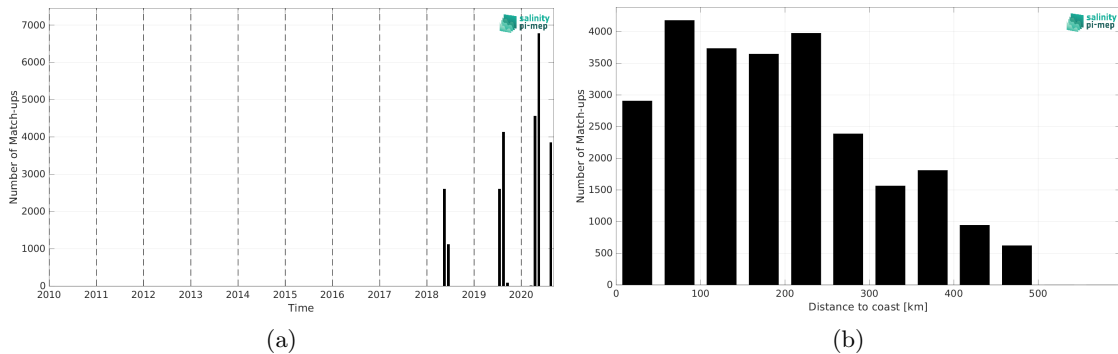 salinity
pi-mep
Number of Match-ups
7000
6000
5000
4000
3000
2000
1000
0
2010 2011 2012 2013 2014 2015 2016 2017 2018 2019 2020
Time
(a)
salinity
pi-mep
Number of Match-ups
4000
3500
3000
2500
2000
1500
1000
500
0
0 100 200 300 400 500
Distance to coast [km]
(b)